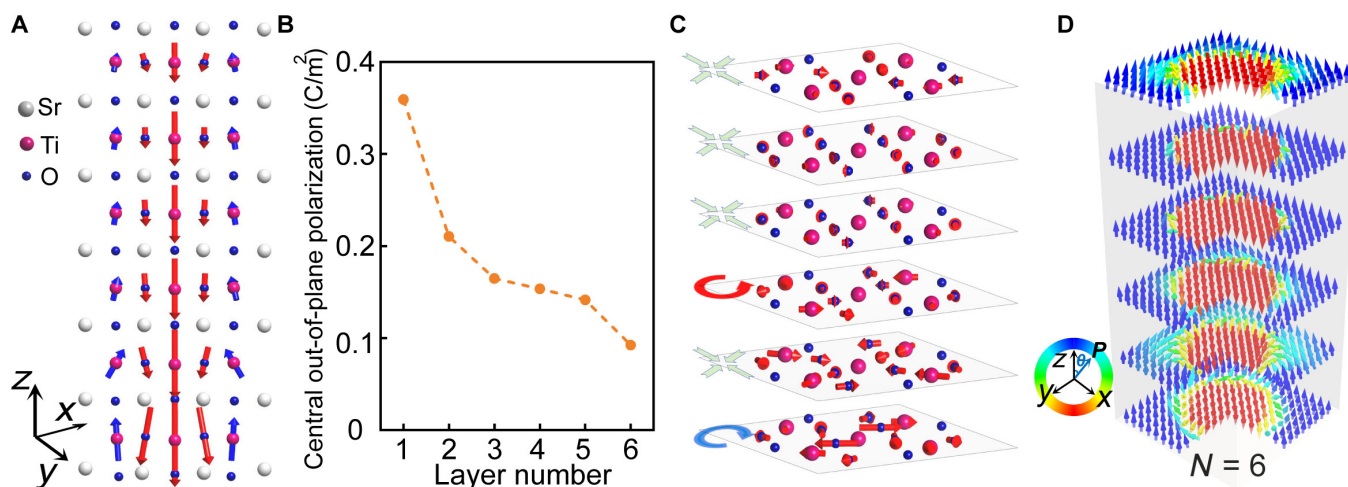 A
Sr
Ti
O
z
x
y
B
Central out-of-plane polarization (C/m²)
0.4
0.3
0.2
0.1
0
1 2 3 4 5 6
Layer number
C
D
z
θ
P
y
x
N = 6